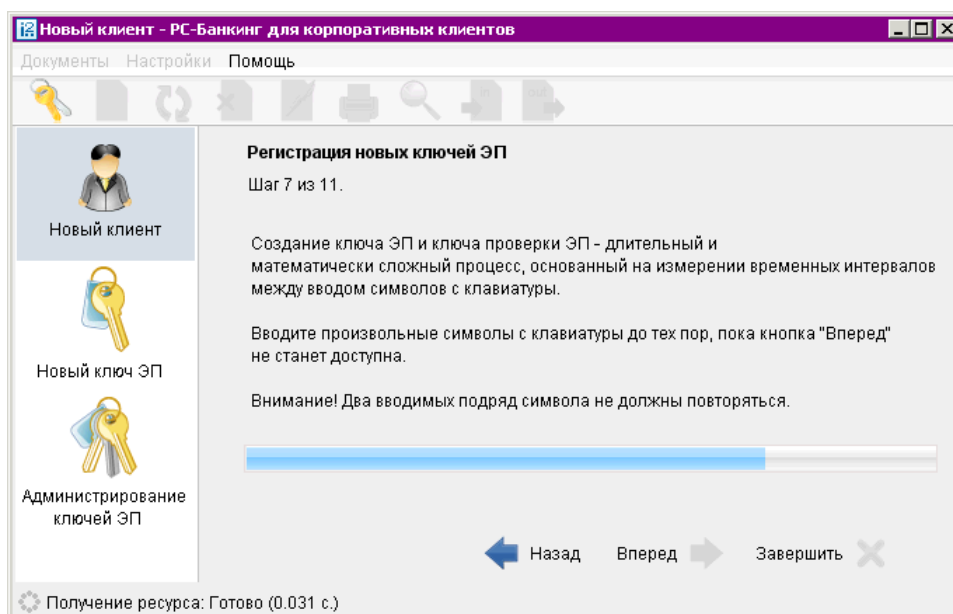 Новый клиент - РС-Банкинг для корпоративных клиентов
Документы Настройки Помощь
Новый клиент
Новый ключ ЭП
Администрирование
ключей ЭП
Регистрация новых ключей ЭП
Шаг 7 из 11.
Создание ключа ЭП и ключа проверки ЭП - длительный и
математически сложный процесс, основанный на измерении временных интервалов
между вводом символов с клавиатуры.
Вводите произвольные символы с клавиатуры до тех пор, пока кнопка "Вперед"
не станет доступна.
Внимание! Два вводимых подряд символа не должны повторяться.
Назад Вперед Завершить
Получение ресурса: Готово (0.031 с.)